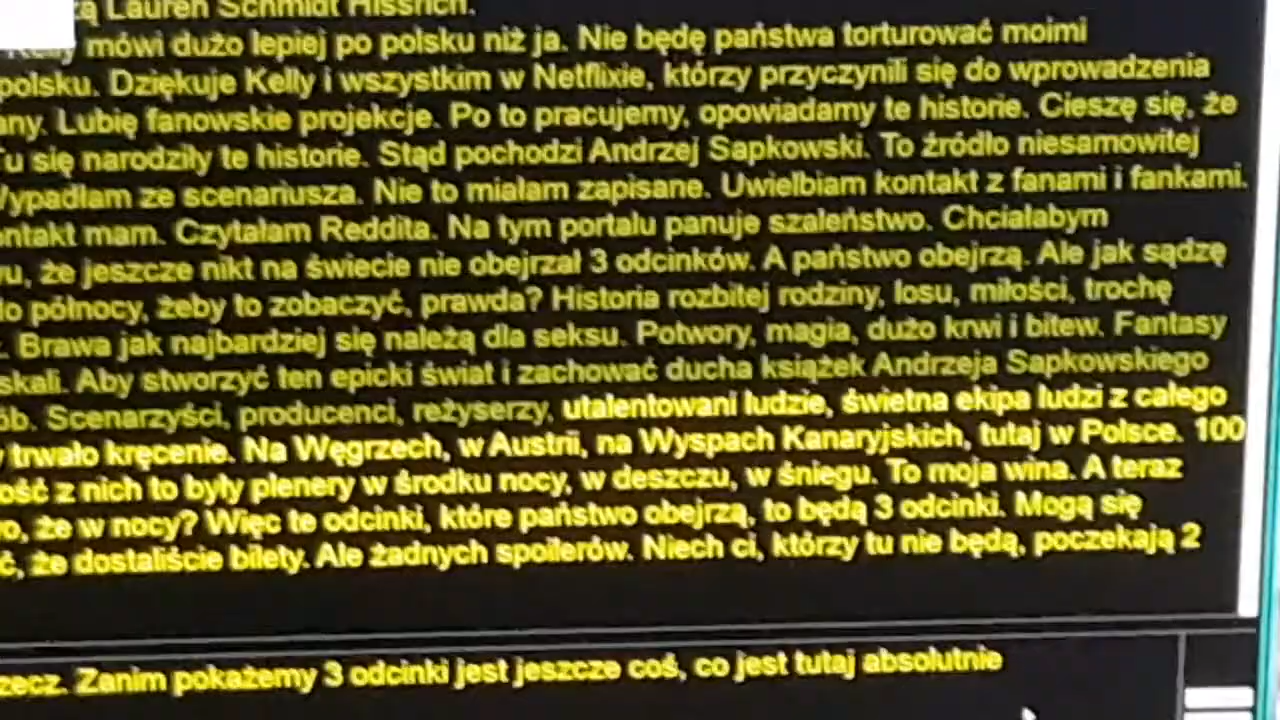 Lauren Schmidt Hissrich.
mówi dużo lepiej po polsku niż ja. Nie będę państwa torturować moimi
polsku. Dziękuje Kelly i wszystkim w Netflixie, którzy przyczynili się do wprowadzenia
any. Lubię fanowskie projekcje. Po to pracujemy, opowiadamy te historie. Cieszę się, że
Tu się narodziły te historie. Stąd pochodzi Andrzej Sapkowski. To źródło niesamowitej
Wypadłam ze scenariusza. Nie to miałam zapisane. Uwielbiam kontakt z fanami i fankami.
ontakt mam. Czytałam Reddita. Na tym portalu panuje szaleństwo. Chciałabym
wu, że jeszcze nikt na świecie nie obejrzał 3 odcinków. A państwo obejrzą. Ale jak sądzę
do północy, żeby to zobaczyć, prawda? Historia rozbitej rodziny, losu, miłości, trochę
. Brawa jak najbardziej się należą dla seksu. Potwory, magia, dużo krwi i bitew. Fantasy
skali. Aby stworzyć ten epicki świat i zachować ducha książek Andrzeja Sapkowskiego
ób. Scenarzyści, producenci, reżyserzy, utalentowani ludzie, świetna ekipa ludzi z całego
y trwało kręcenie. Na Węgrzech, w Austrii, na Wyspach Kanaryjskich, tutaj w Polsce. 100
ość z nich to były plenery w środku nocy, w deszczu, w śniegu. To moja wina. A teraz
o, że w nocy? Więc te odcinki, które państwo obejrzą, to będą 3 odcinki. Mogą się
ć, że dostaliście bilety. Ale żadnych spoilerów. Niech ci, którzy tu nie będą, poczekają 2
zecz. Zanim pokażemy 3 odcinki jest jeszcze coś, co jest tutaj absolutnie